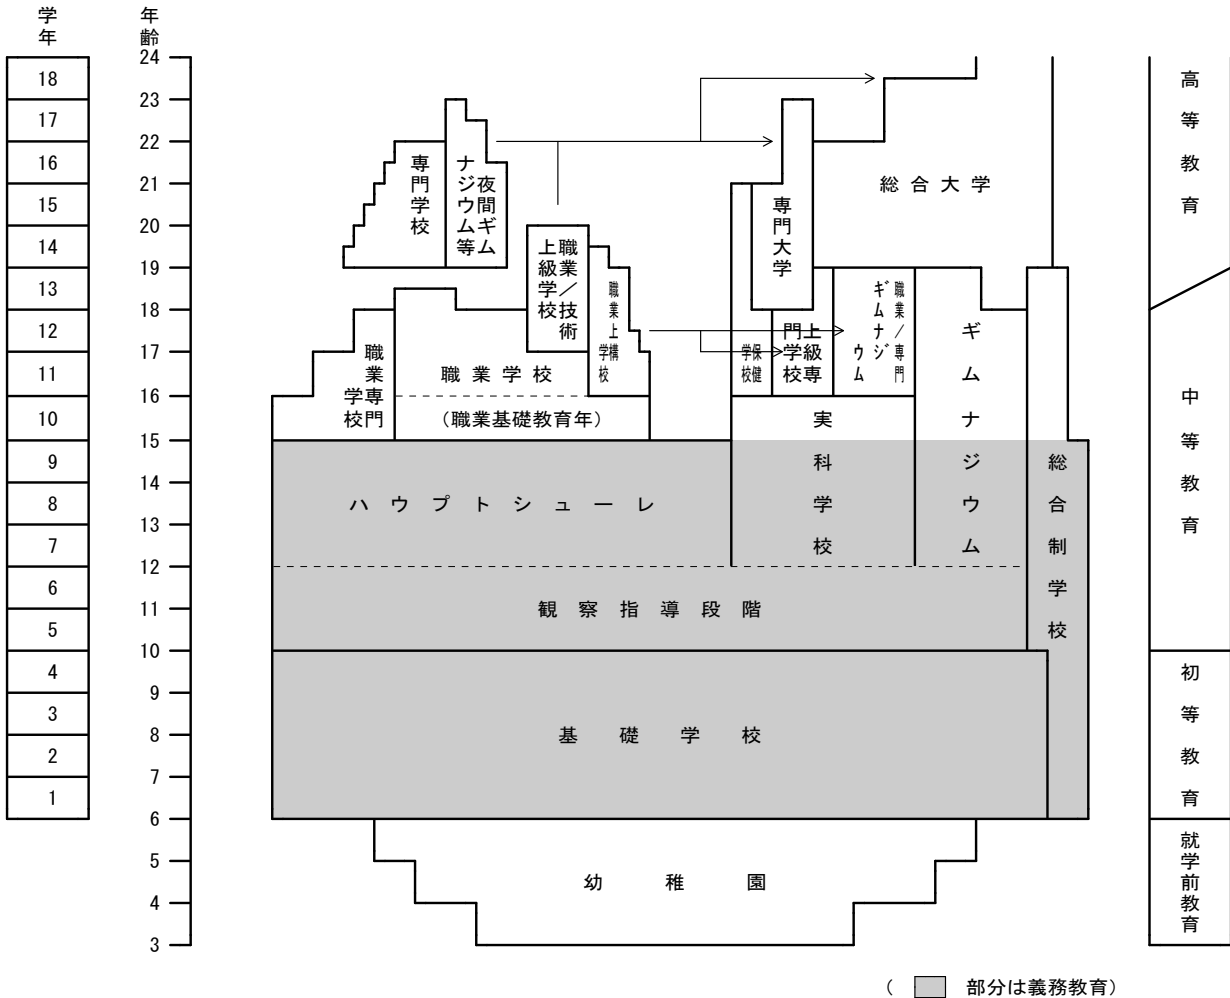 学年
年齢
24
18
23
17
22
16
21
15
20
14
19
13
18
12
17
11
16
10
15
9
14
8
13
7
12
6
11
5
10
4
9
3
8
2
7
1
6
5
4
3
専門学校
夜間ギムナジウム等
職業／技術上級学校
職業上構学校
職業専門学校
職業学校
（職業基礎教育年）
専門大学
総合大学
保健学校
上級専門学校
職業／専門ギムナジウム
ギムナジウム
実科学校
総合制学校
ハウプトシューレ
観察指導段階
基礎学校
幼稚園
高等教育
中等教育
初等教育
就学前教育
（ 部分は義務教育）